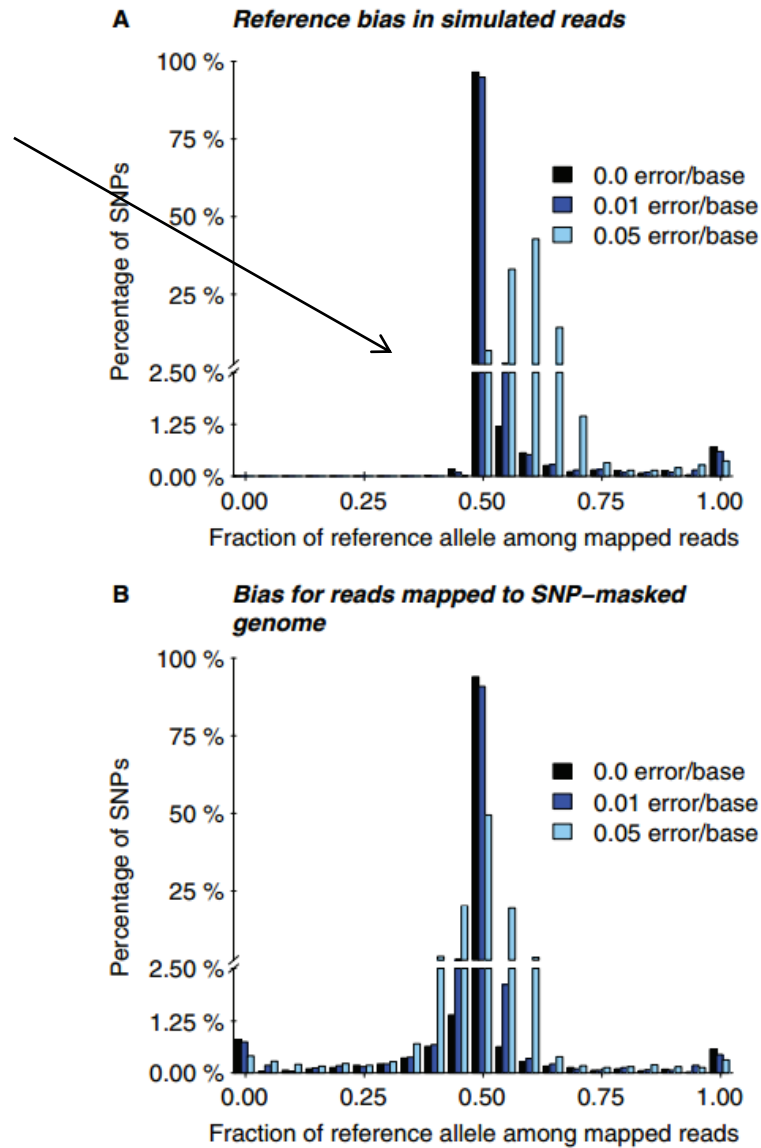 A Reference bias in simulated reads
100 %
75 %
50 %
25 %
2.50 %
1.25 %
0.00 %
Percentage of SNPs
0.0 error/base
0.01 error/base
0.05 error/base
0.00 0.25 0.50 0.75 1.00
Fraction of reference allele among mapped reads
B Bias for reads mapped to SNP–masked
genome
100 %
75 %
50 %
25 %
2.50 %
1.25 %
0.00 %
Percentage of SNPs
0.0 error/base
0.01 error/base
0.05 error/base
0.00 0.25 0.50 0.75 1.00
Fraction of reference allele among mapped reads